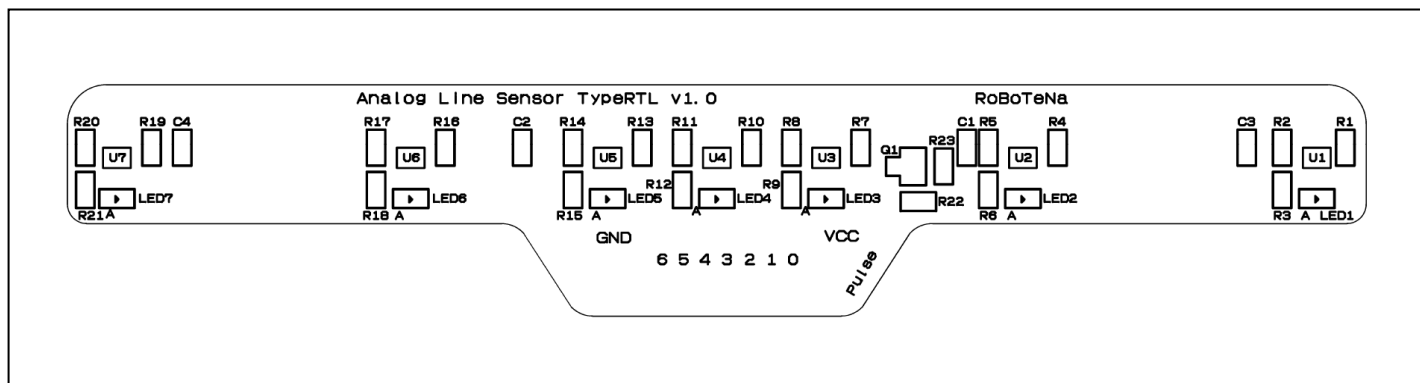 Analog Line Sensor TypeRTL v1.0 RoBoTeNa
R20 R19 C4 R17 R16 C2 R14 R13 R11 R10 R8 R7 R23 C1 R5 R4 C3 R2 R1
U7 U6 U5 U4 U3 Q1 U2 U1
R21 A LED7 R18 A LED6 R15 A LED5 R12 A LED4 R9 A LED3 R22 R6 A LED2 R3 A LED1
GND VCC
6 5 4 3 2 1 0
Pulse